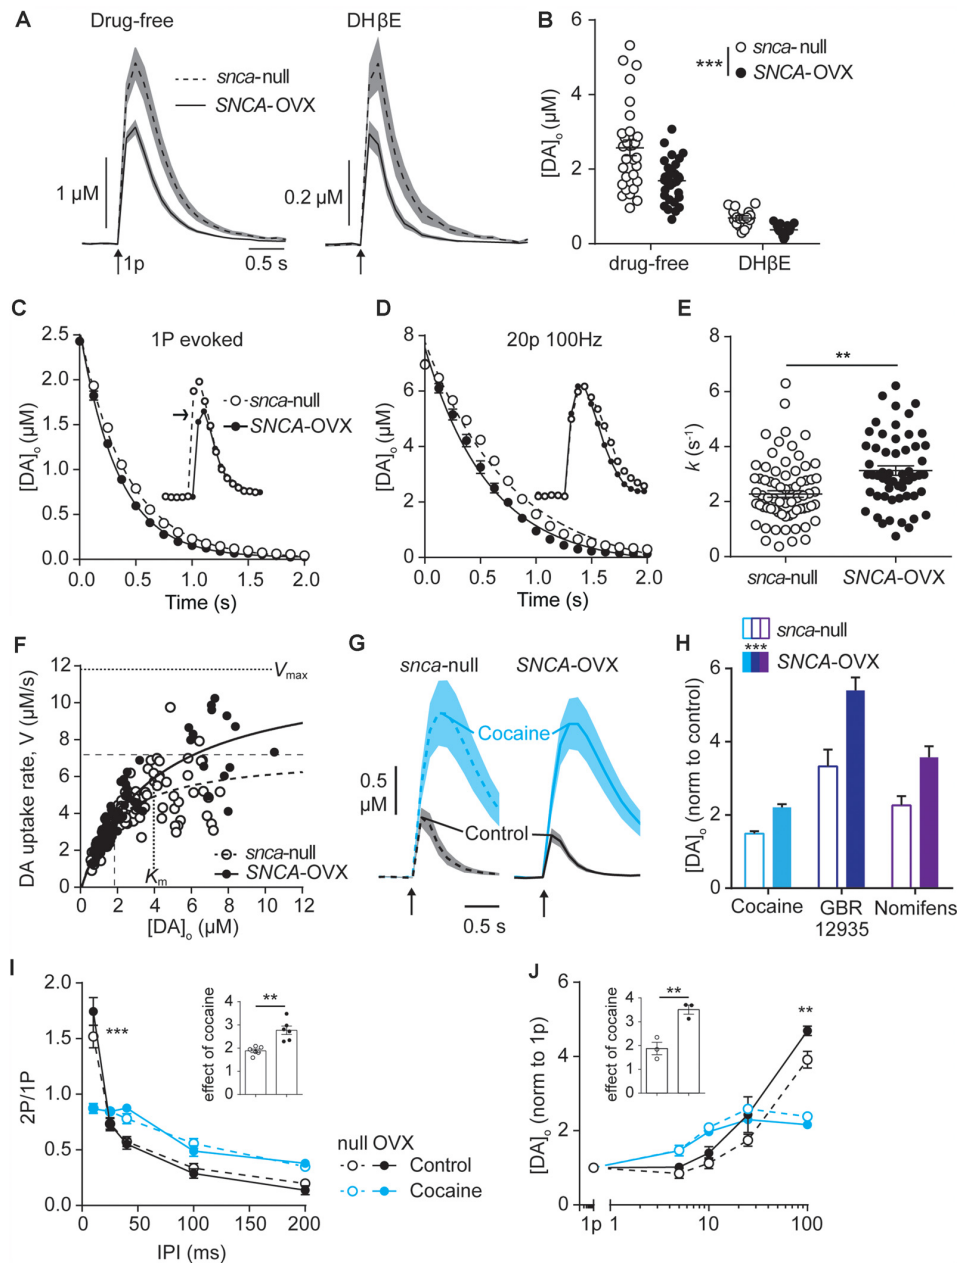 A
Drug-free
DHβE
snca-null
SNCA-OVX
1 µM
0.2 µM
1p
0.5 s
B
snca-null
SNCA-OVX
***
[DA]o (µM)
6
4
2
0
drug-free
DHβE
C
1P evoked
[DA]o (µM)
2.5
2.0
1.5
1.0
0.5
0.0
snca-null
SNCA-OVX
0.0 0.5 1.0 1.5 2.0
Time (s)
D
20p 100Hz
[DA]o (µM)
8
6
4
2
0
0.0 0.5 1.0 1.5 2.0
Time (s)
E
**
k (s-1)
8
6
4
2
0
snca-null
SNCA-OVX
F
DA uptake rate, V (µM/s)
12
10
8
6
4
2
0
Vmax
Km
snca-null
SNCA-OVX
0 2 4 6 8 10 12
[DA]o (µM)
G
snca-null
SNCA-OVX
Cocaine
Control
0.5
µM
0.5 s
H
snca-null
***
SNCA-OVX
[DA]o (norm to control)
6
4
2
0
Cocaine
GBR
12935
Nomifens
I
2P/1P
2.0
1.5
1.0
0.5
0.0
***
effect of cocaine
4
3
2
1
0
**
0 50 100 150 200
IPI (ms)
null OVX
Control
Cocaine
J
[DA]o (norm to 1p)
6
4
2
0
effect of cocaine
4
3
2
1
0
**
**
1p 1 10 100